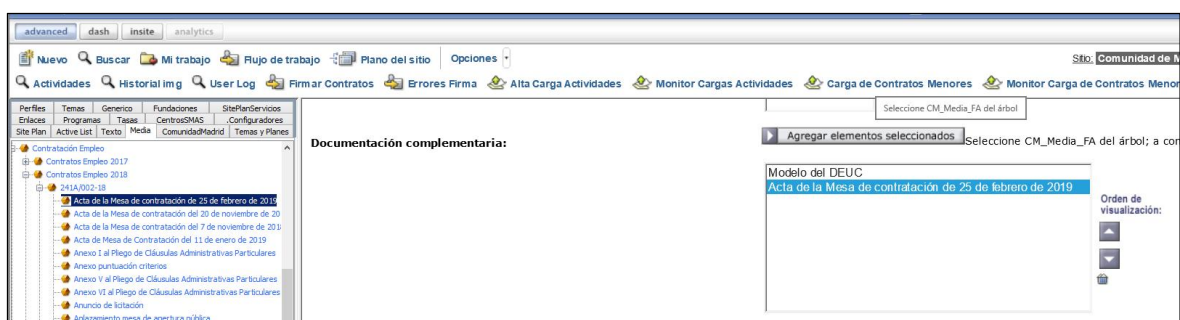 advanced dash insite analytics
Nuevo Buscar Mi trabajo Flujo de trabajo Plano del sitio Opciones Sitio: Comunidad de M
Actividades Historial img User Log Firmar Contratos Errores Firma Alta Carga Actividades Monitor Cargas Actividades Carga de Contratos Menores Monitor Carga de Contratos Menor
Perfiles Temas Generico Fundaciones SitePlanServicios
Enlaces Programas Tasas CentrosSMAS .Configuradores
Site Plan Active List Texto Media ComunidadMadrid Temas y Planes
Contratación Empleo
Contratos Empleo 2017
Contratos Empleo 2018
241A/002-18
Acta de la Mesa de contratación de 25 de febrero de 2019
Acta de la Mesa de contratación del 20 de noviembre de 20
Acta de la Mesa de contratación del 7 de noviembre de 201
Acta de Mesa de Contratación del 11 de enero de 2019
Anexo I al Pliego de Cláusulas Administrativas Particulares
Anexo puntuación criterios
Anexo V al Pliego de Cláusulas Administrativas Particulares
Anexo VI al Pliego de Cláusulas Administrativas Particulares
Anuncio de licitación
Aplazamiento mesa de apertura pública
Documentación complementaria:
Seleccione CM_Media_FA del árbol
Agregar elementos seleccionados Seleccione CM_Media_FA del árbol; a con
Modelo del DEUC
Acta de la Mesa de contratación de 25 de febrero de 2019
Orden de
visualización: